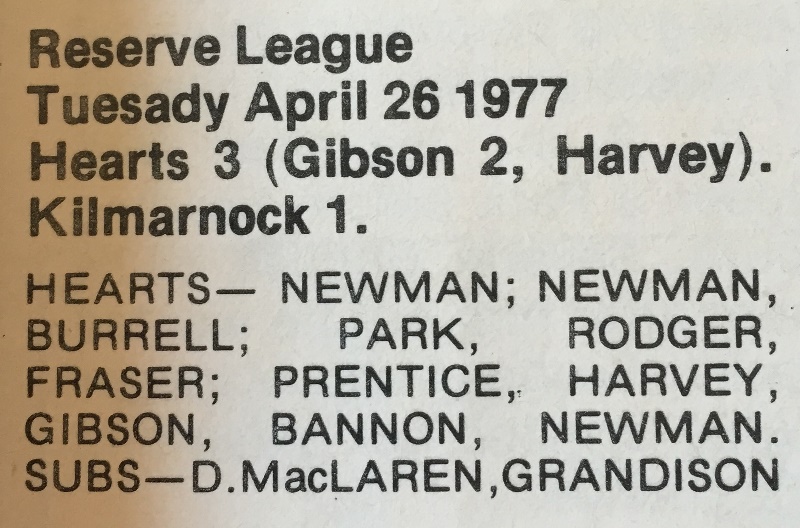 Reserve League
Tuesady April 26 1977
Hearts 3 (Gibson 2, Harvey).
Kilmarnock 1.
HEARTS— NEWMAN; NEWMAN,
BURRELL; PARK, RODGER,
FRASER; PRENTICE, HARVEY,
GIBSON, BANNON, NEWMAN.
SUBS—D.MacLAREN,GRANDISON